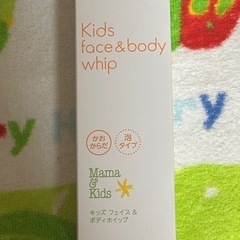 Kids
face & body
whip
かお
からだ
泡
タイプ
Mama
&
Kids
キッズ フェイス &
ボディホイップ